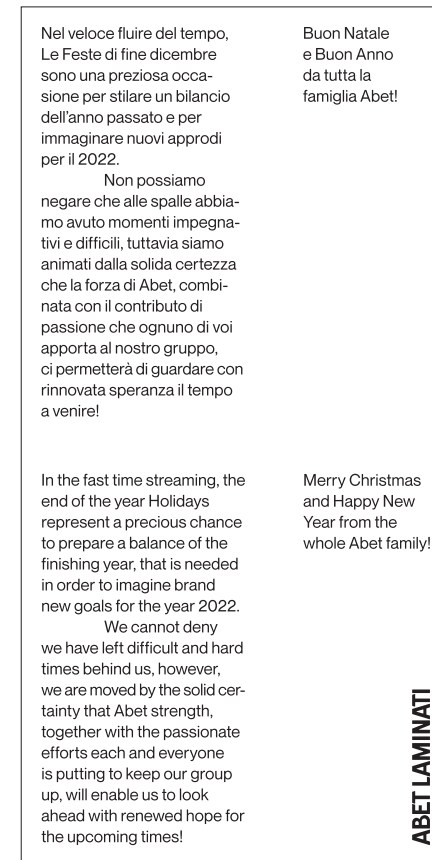 Nel veloce fluire del tempo,
Le Feste di fine dicembre
sono una preziosa occa-
sione per stilare un bilancio
dell'anno passato e per
immaginare nuovi approdi
per il 2022.
Non possiamo
negare che alle spalle abbia-
mo avuto momenti impegna-
tivi e difficili, tuttavia siamo
animati dalla solida certezza
che la forza di Abet, combi-
nata con il contributo di
passione che ognuno di voi
apporta al nostro gruppo,
ci permetterà di guardare con
rinnovata speranza il tempo
a venire!
Buon Natale
e Buon Anno
da tutta la
famiglia Abet!
In the fast time streaming, the
end of the year Holidays
represent a precious chance
to prepare a balance of the
finishing year, that is needed
in order to imagine brand
new goals for the year 2022.
We cannot deny
we have left difficult and hard
times behind us, however,
we are moved by the solid cer-
tainty that Abet strength,
together with the passionate
efforts each and everyone
is putting to keep our group
up, will enable us to look
ahead with renewed hope for
the upcoming times!
Merry Christmas
and Happy New
Year from the
whole Abet family!
ABET LAMINATI